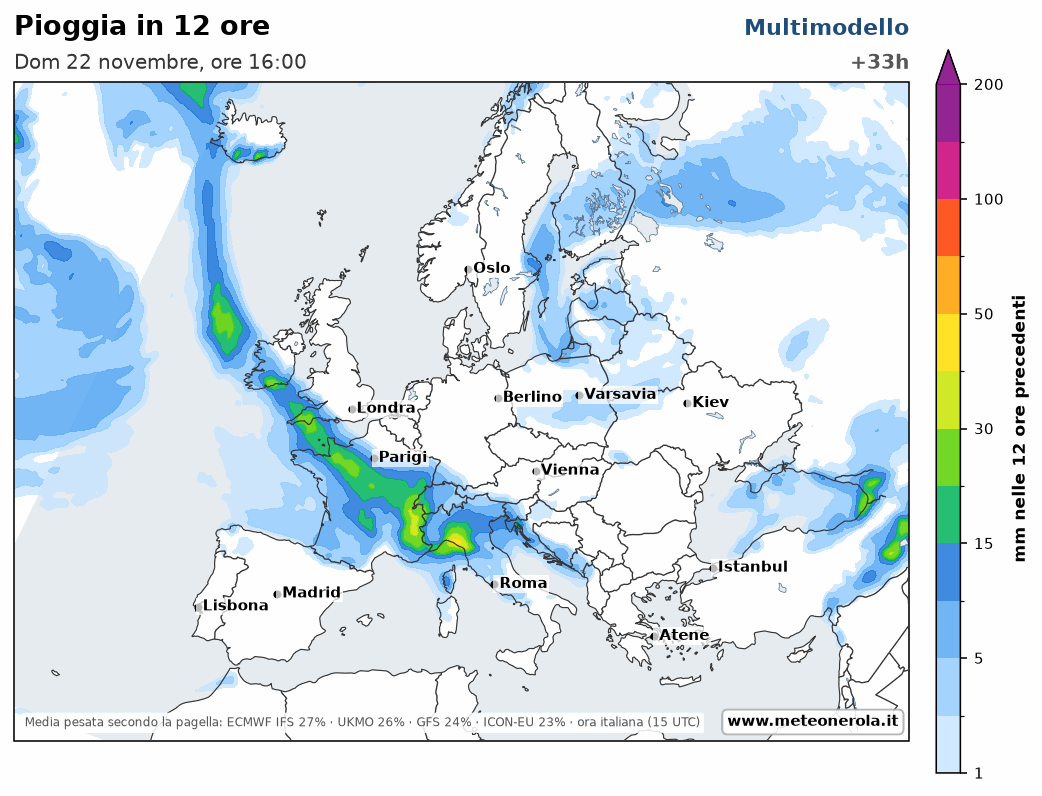 Pioggia in 12 ore
Multimodello
Dom 22 novembre, ore 16:00
+33h
200
100
50
30
15
5
1
mm nelle 12 ore precedenti
Oslo
Londra
Berlino
Varsavia
Kiev
Parigi
Vienna
Istanbul
Roma
Madrid
Lisbona
Atene
Media pesata secondo la pagella: ECMWF IFS 27% · UKMO 26% · GFS 24% · ICON-EU 23% · ora italiana (15 UTC)
www.meteonerola.it